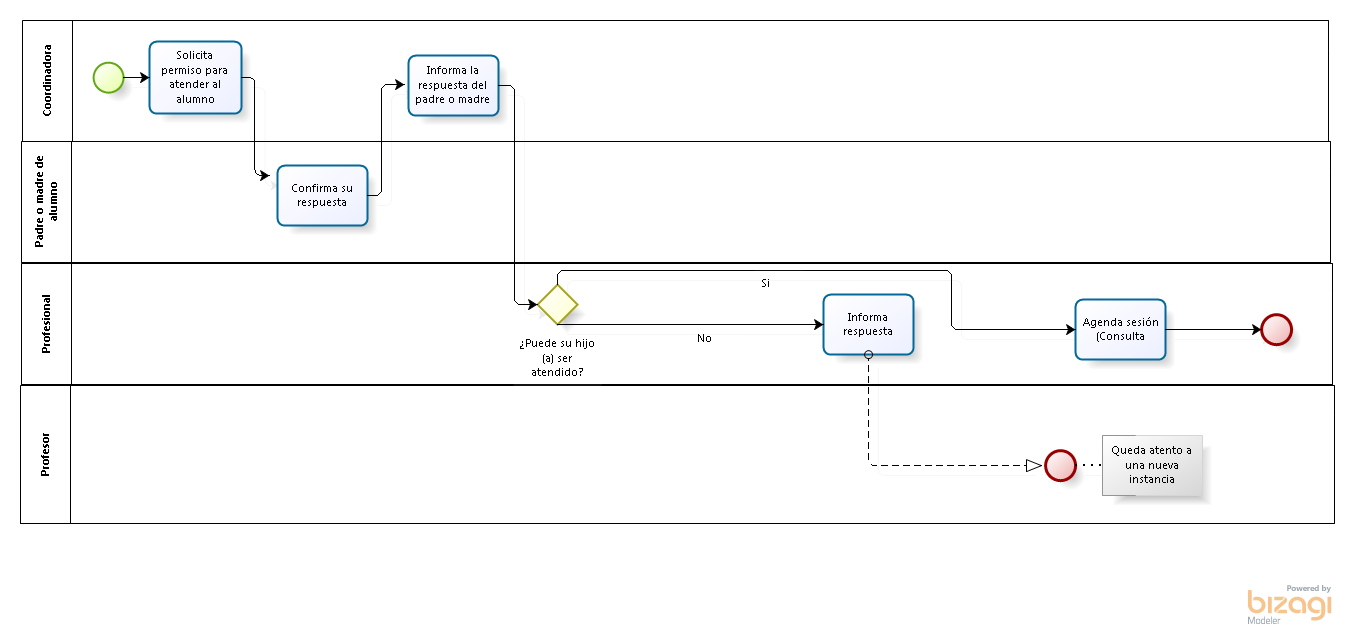 Coordinadora
Solicita
permiso para
atender al
alumno
Informa la
respuesta del
padre o madre
Padre o madre de
alumno
Confirma su
respuesta
Profesional
Si
No
¿Puede su hijo
(a) ser
atendido?
Informa
respuesta
Agenda sesión
(Consulta
Profesor
Queda atento a
una nueva
instancia
Powered by
bizagi
Modeler